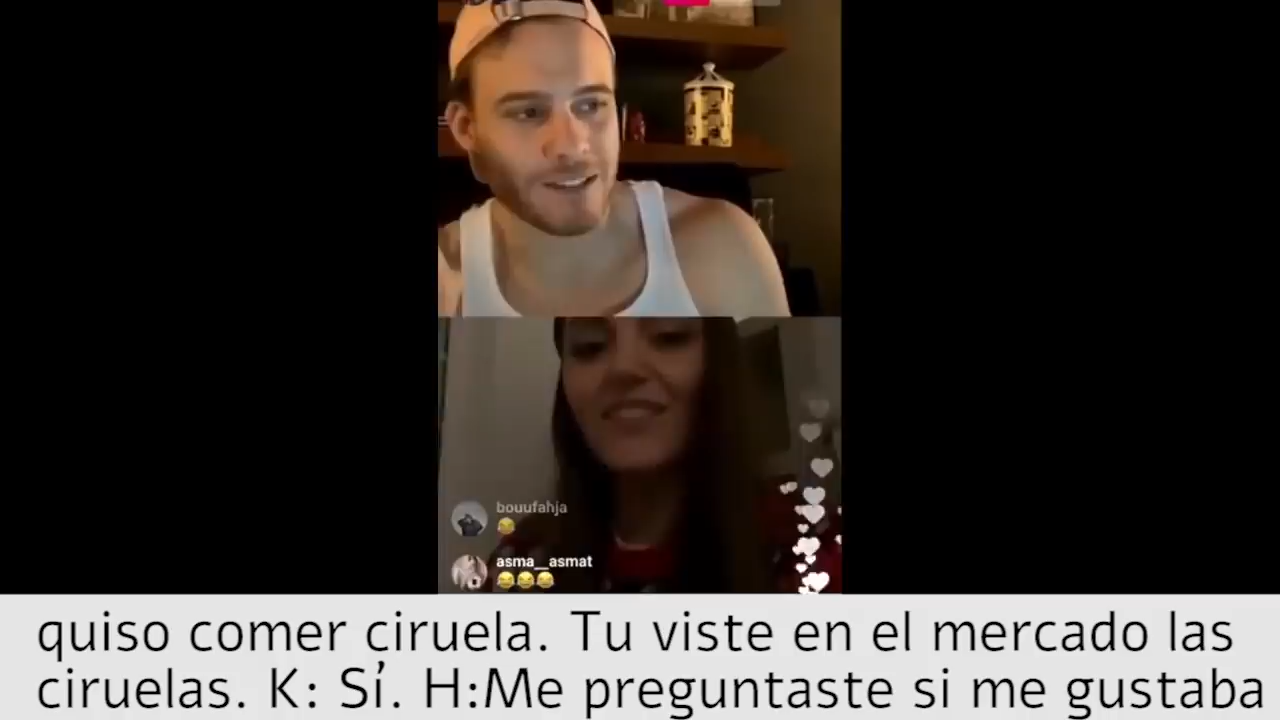 bouufahja
😂
asma__asmat
😂😂😂
quiso comer ciruela. Tu viste en el mercado las
ciruelas. K: Sí. H:Me preguntaste si me gustaba